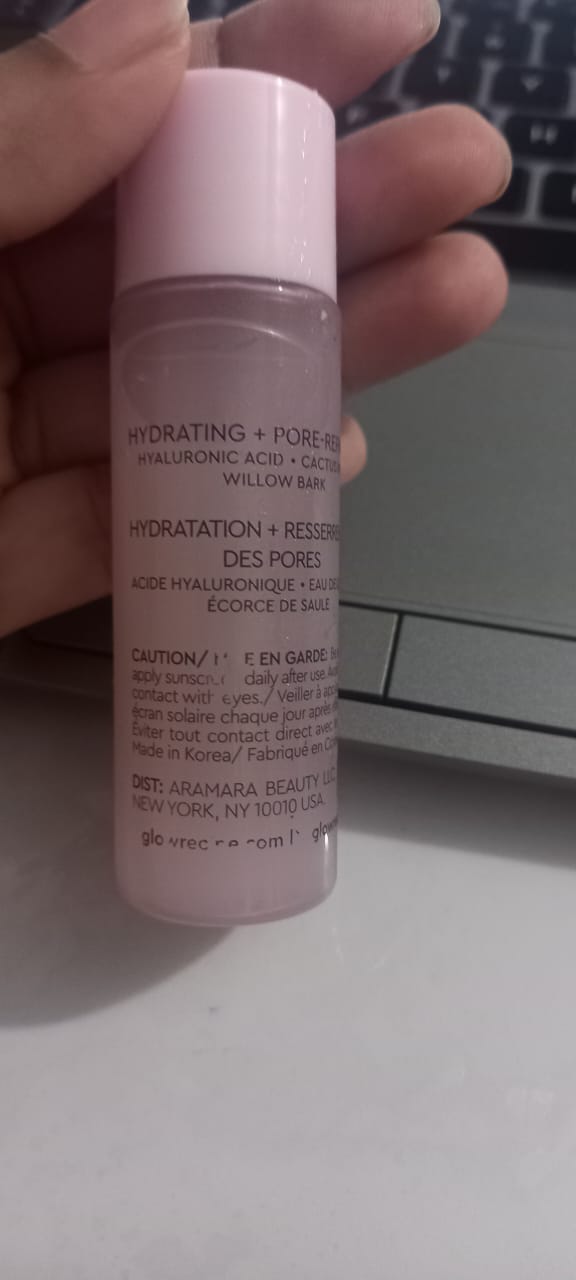 HYDRATING + PORE-
HYALURONIC ACID •
WILLOW BARK
HYDRATATION +
DES PORES
ACIDE HYALURONIQUE • EAU
ÉCORCE DE SAULE
CAUTION/ EN GARDE:
apply daily after use.
contact with eyes./ Veiller à
écran solaire chaque jour après
Éviter tout contact direct avec
Made in Korea/ Fabriqué en
DIST: ARAMARA BEAUTY LLC
NEW YORK, NY 10010 USA.